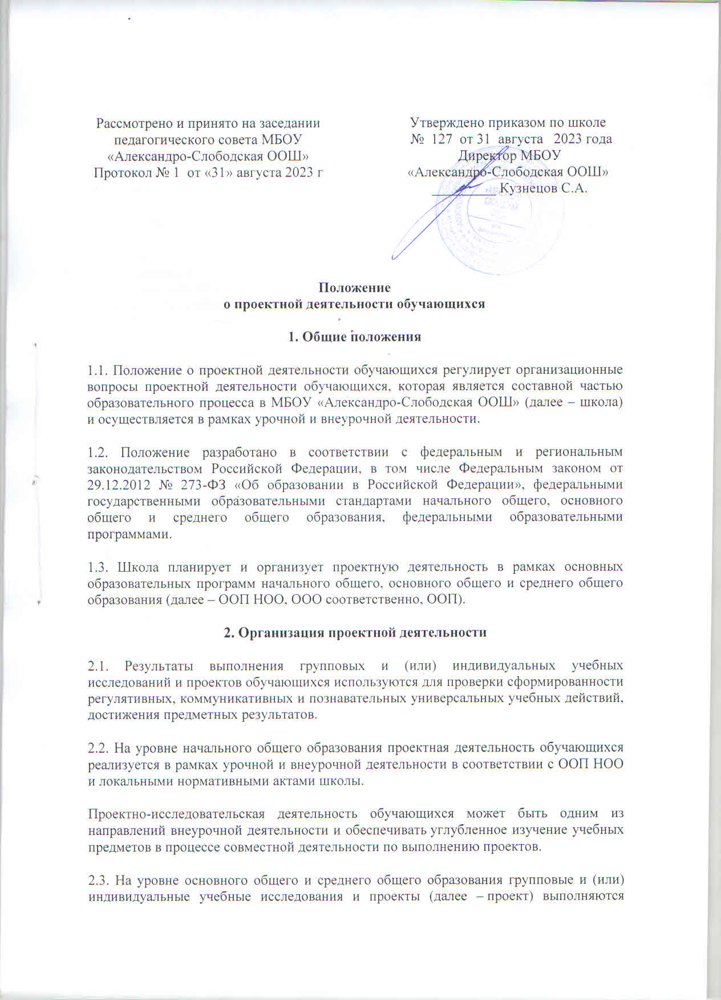 Рассмотрено и принято на заседании
педагогического совета МБОУ
«Александро-Слободская ООШ»
Протокол № 1 от «31» августа 2023 г
Утверждено приказом по школе
№ 127 от 31 августа 2023 года
Директор МБОУ
«Александро-Слободская ООШ»
_________ Кузнецов С.А.
Положение
о проектной деятельности обучающихся
1. Общие положения
1.1. Положение о проектной деятельности обучающихся регулирует организационные
вопросы проектной деятельности обучающихся, которая является составной частью
образовательного процесса в МБОУ «Александро-Слободская ООШ» (далее – школа)
и осуществляется в рамках урочной и внеурочной деятельности.
1.2. Положение разработано в соответствии с федеральным и региональным
законодательством Российской Федерации, в том числе Федеральным законом от
29.12.2012 № 273-ФЗ «Об образовании в Российской Федерации», федеральными
государственными образовательными стандартами начального общего, основного
общего и среднего общего образования, федеральными образовательными
программами.
1.3. Школа планирует и организует проектную деятельность в рамках основных
образовательных программ начального общего, основного общего и среднего общего
образования (далее – ООП НОО, ООО соответственно, ООП).
2. Организация проектной деятельности
2.1. Результаты выполнения групповых и (или) индивидуальных учебных
исследований и проектов обучающихся используются для проверки сформированности
регулятивных, коммуникативных и познавательных универсальных учебных действий,
достижения предметных результатов.
2.2. На уровне начального общего образования проектная деятельность обучающихся
реализуется в рамках урочной и внеурочной деятельности в соответствии с ООП НОО
и локальными нормативными актами школы.
Проектно-исследовательская деятельность обучающихся может быть одним из
направлений внеурочной деятельности и обеспечивать углубленное изучение учебных
предметов в процессе совместной деятельности по выполнению проектов.
2.3. На уровне основного общего и среднего общего образования групповые и (или)
индивидуальные учебные исследования и проекты (далее – проект) выполняются